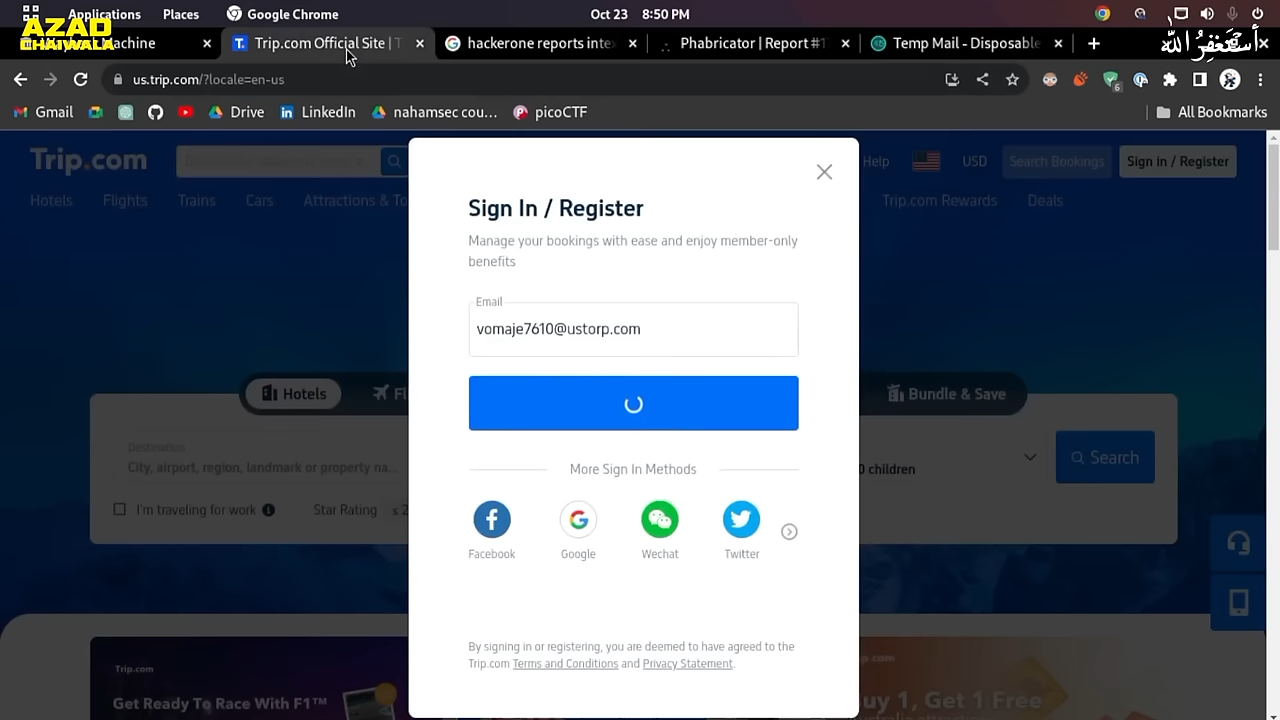 Applications Places Google Chrome Oct 23 8:50 PM
AZAD
CHAIWALA
Machine Trip.com Official Site | T hackerone reports inte Phabricator | Report #1 Temp Mail - Disposable
أستغفر الله
us.trip.com/?locale=en-us 6
Gmail Drive LinkedIn nahamsec cou... picoCTF All Bookmarks
Trip.com Help USD Search Bookings Sign in / Register
Hotels Flights Trains Cars Attractions & To Trip.com Rewards Deals
Sign In / Register
Manage your bookings with ease and enjoy member-only
benefits
Email
vomaje7610@ustorp.com
Hotels Fl Bundle & Save
Destination
City, airport, region, landmark or property na... 0 children Search
I'm traveling for work Star Rating ≤ 2
More Sign In Methods
Facebook Google Wechat Twitter
By signing in or registering, you are deemed to have agreed to the
Trip.com Terms and Conditions and Privacy Statement.
Trip.com
Get Ready To Race With F1™
uy 1, Get 1 Free